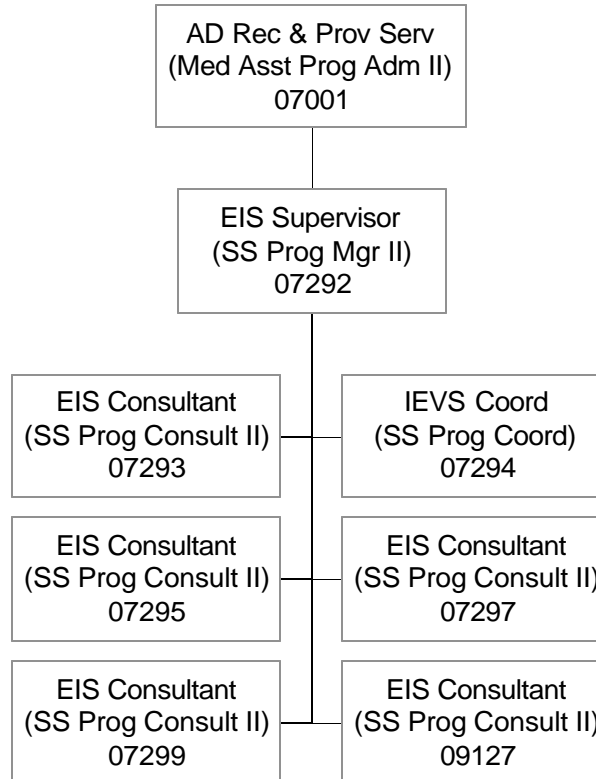 AD Rec & Prov Serv
(Med Asst Prog Adm II)
07001
EIS Supervisor
(SS Prog Mgr II)
07292
EIS Consultant
(SS Prog Consult II)
07293
IEVS Coord
(SS Prog Coord)
07294
EIS Consultant
(SS Prog Consult II)
07295
EIS Consultant
(SS Prog Consult II)
07297
EIS Consultant
(SS Prog Consult II)
07299
EIS Consultant
(SS Prog Consult II)
09127